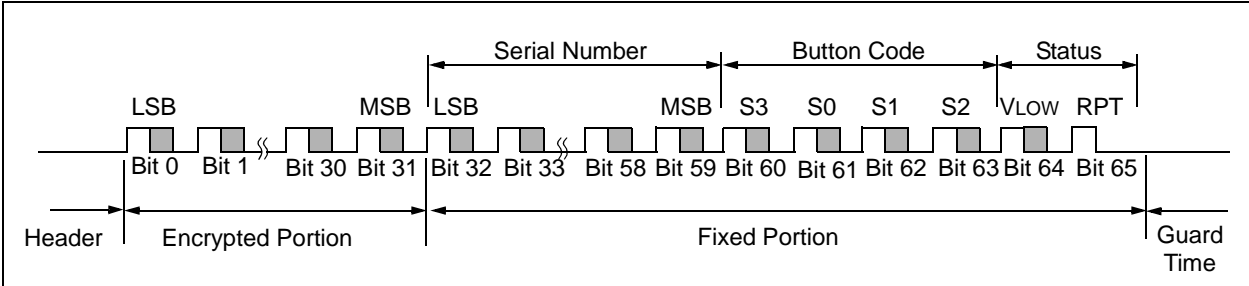 Serial Number Button Code Status
LSB MSB LSB MSB S3 S0 S1 S2 VLOW RPT
Bit 0 Bit 1 Bit 30 Bit 31 Bit 32 Bit 33 Bit 58 Bit 59 Bit 60 Bit 61 Bit 62 Bit 63 Bit 64 Bit 65
Header Encrypted Portion Fixed Portion Guard
Time